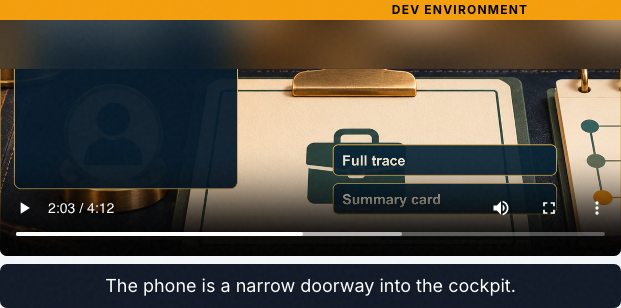 DEV ENVIRONMENT
Full trace
Summary card
2:03 / 4:12
The phone is a narrow doorway into the cockpit.